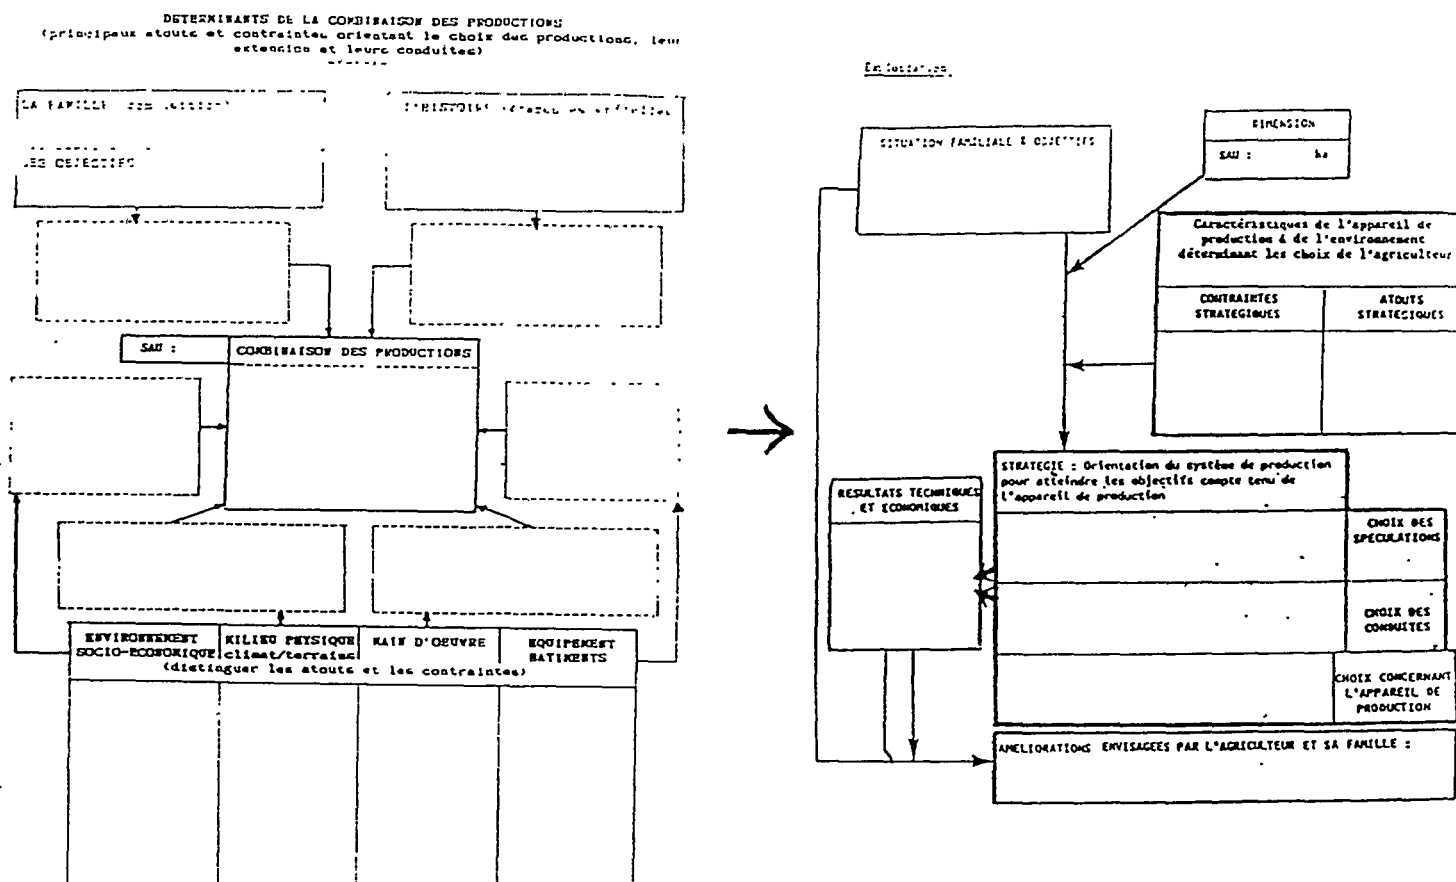 DETERMINANTS DE LA COMBINAISON DES PRODUCTIONS
(principaux atouts et contraintes orientant le choix des productions, leur
extension et leurs conduites)
LA FAMILLE
L'HISTOIRE
LES OBJECTIFS
SAU :
COMBINAISON DES PRODUCTIONS
ENVIRONNEMENT
SOCIO-ECONOMIQUE
MILIEU PHYSIQUE
climat/terrains
MAIN D'OEUVRE
EQUIPEMENT
BATIMENTS
(distinguer les atouts et les contraintes)
Exploitation
SITUATION FAMILIALE & OBJETIFS
DIMENSION
SAU : ha
Caractéristiques de l'appareil de
production & de l'environnement
déterminant les choix de l'agriculteur
CONTRAINTES
STRATEGIQUES
ATOUTS
STRATEGIQUES
STRATEGIE : Orientation du système de production
pour atteindre les objectifs compte tenu de
l'appareil de production
RESULTATS TECHNIQUES
ET ECONOMIQUES
CHOIX DES
SPECULATIONS
CHOIX DES
CONDUITES
CHOIX CONCERNANT
L'APPAREIL DE
PRODUCTION
AMELIORATIONS ENVISAGEES PAR L'AGRICULTEUR ET SA FAMILLE :